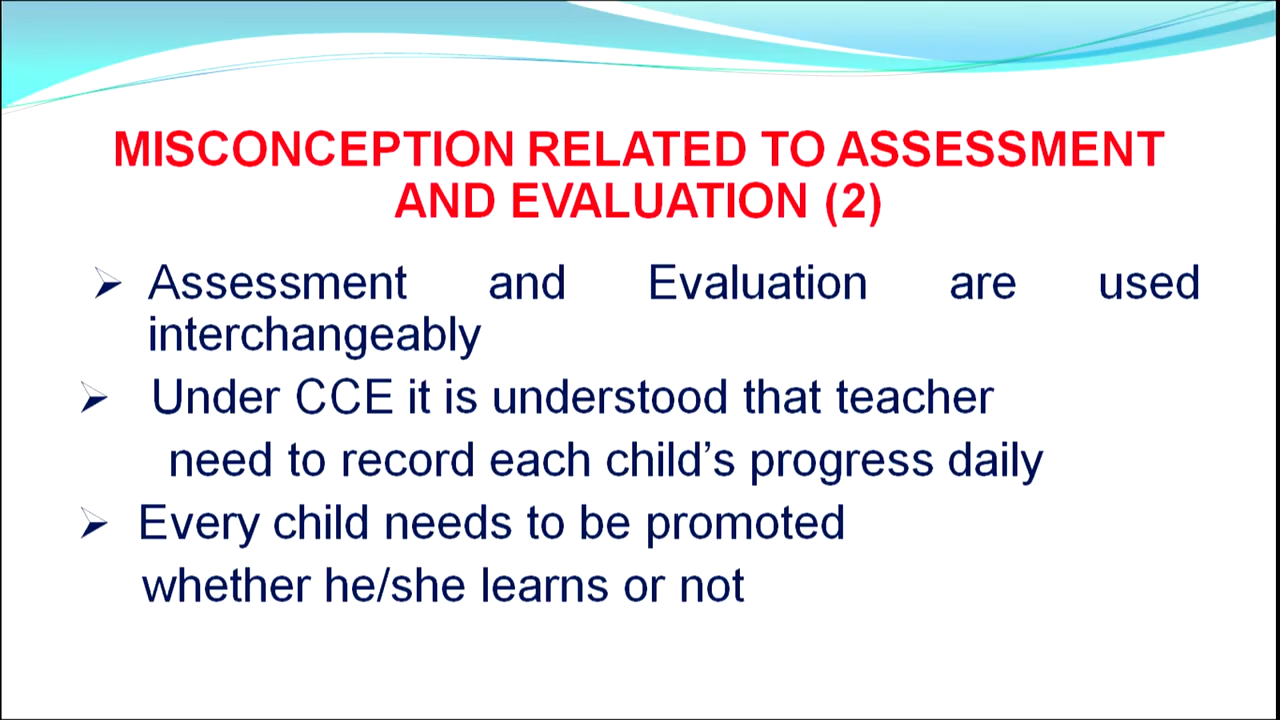 MISCONCEPTION RELATED TO ASSESSMENT
AND EVALUATION (2)
Assessment and Evaluation are used
interchangeably
Under CCE it is understood that teacher
need to record each child’s progress daily
Every child needs to be promoted
whether he/she learns or not